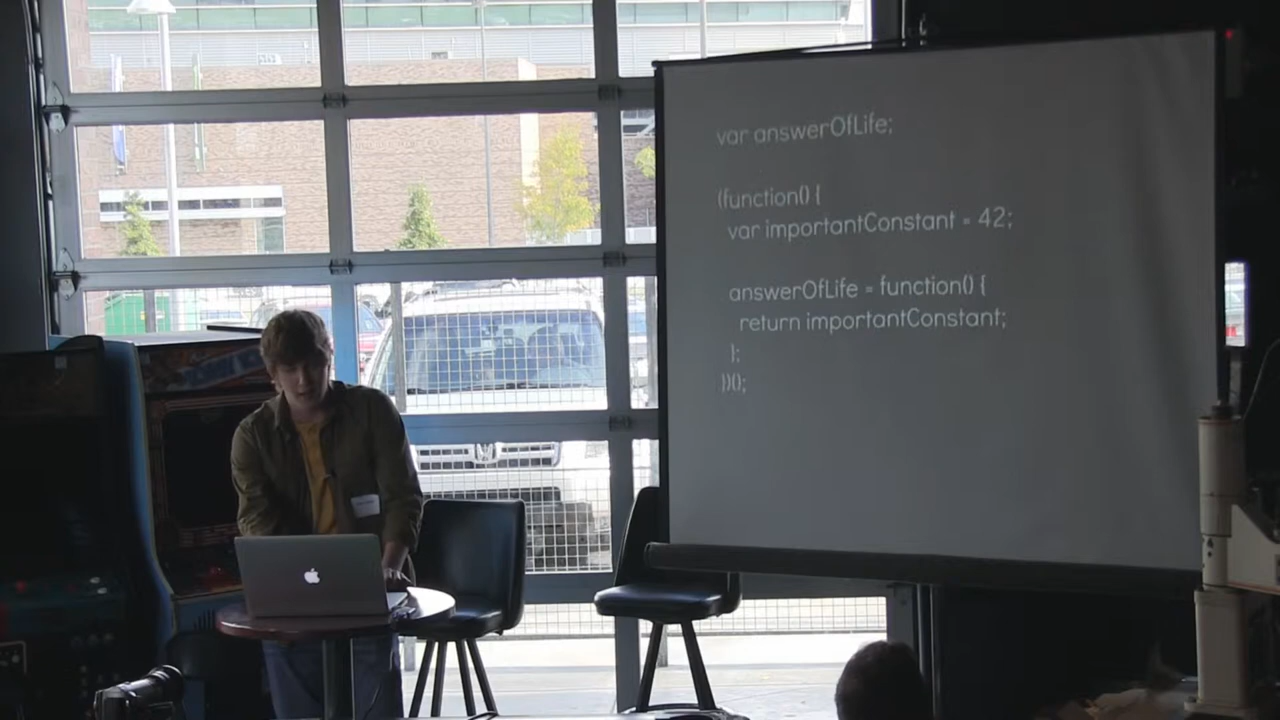 var answerOfLife;
(function() {
var importantConstant = 42;
answerOfLife = function() {
return importantConstant;
};
})();